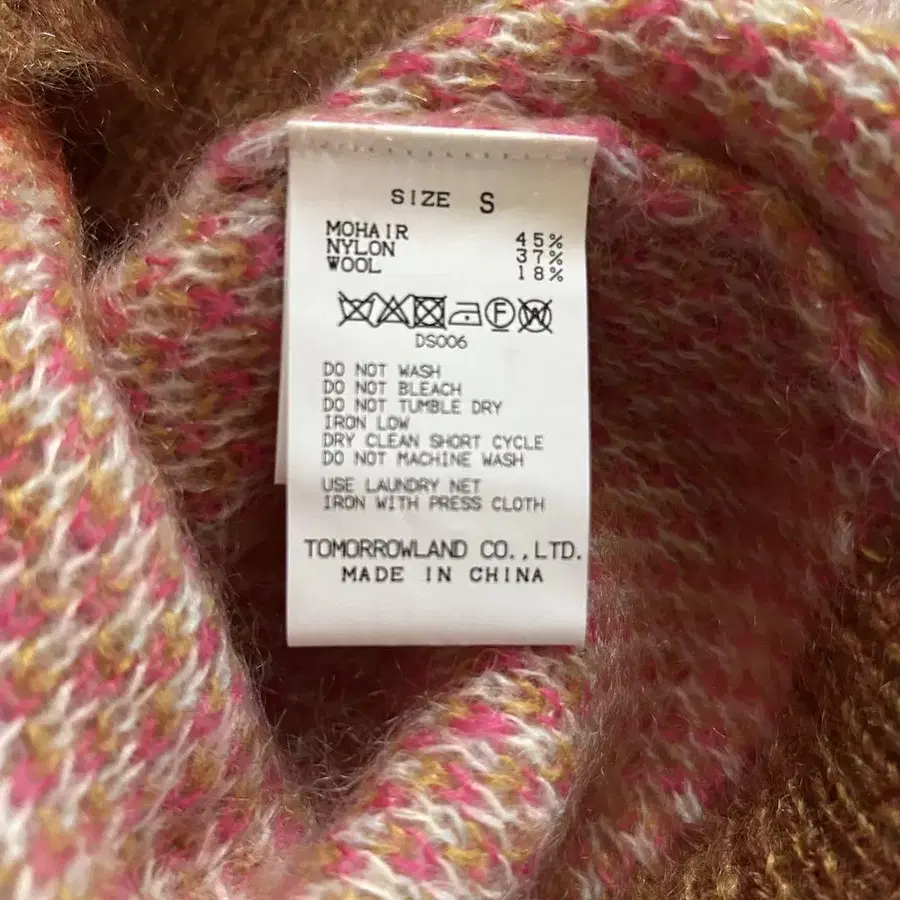 SIZE S
MOHAIR 45%
NYLON 37%
WOOL 18%
F W
DS006
DO NOT WASH
DO NOT BLEACH
DO NOT TUMBLE DRY
IRON LOW
DRY CLEAN SHORT CYCLE
DO NOT MACHINE WASH
USE LAUNDRY NET
IRON WITH PRESS CLOTH
TOMORROWLAND CO.,LTD.
MADE IN CHINA